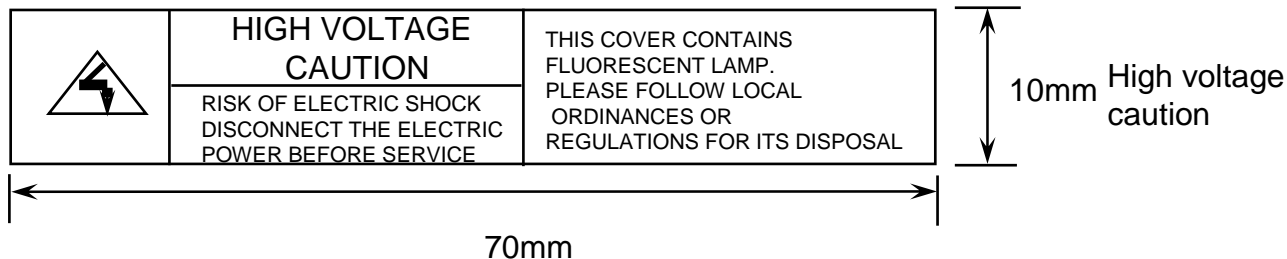 HIGH VOLTAGE
CAUTION
RISK OF ELECTRIC SHOCK
DISCONNECT THE ELECTRIC
POWER BEFORE SERVICE
THIS COVER CONTAINS
FLUORESCENT LAMP.
PLEASE FOLLOW LOCAL
ORDINANCES OR
REGULATIONS FOR ITS DISPOSAL
10mm
High voltage
caution
70mm